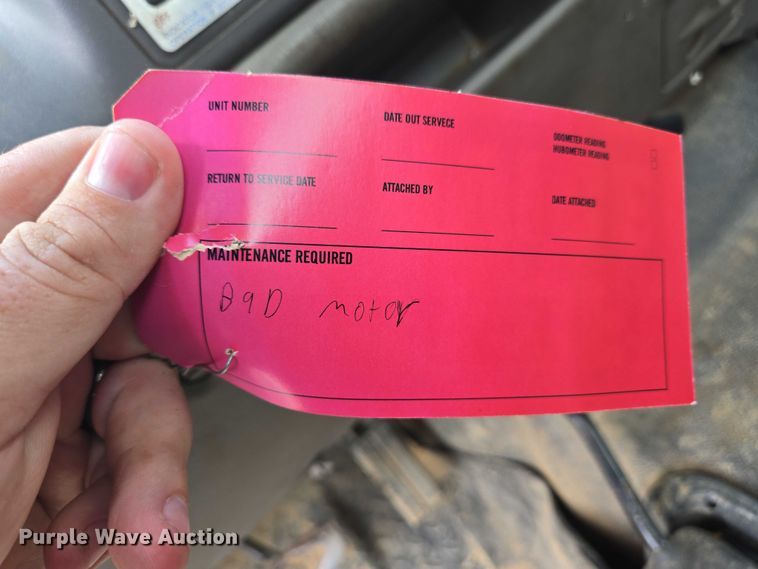 UNIT NUMBER
DATE OUT SERVECE
ODOMETER READING
HUBOMETER READING
RETURN TO SERVICE DATE
ATTACHED BY
DATE ATTACHED
MAINTENANCE REQUIRED
BAD motor
Purple Wave Auction